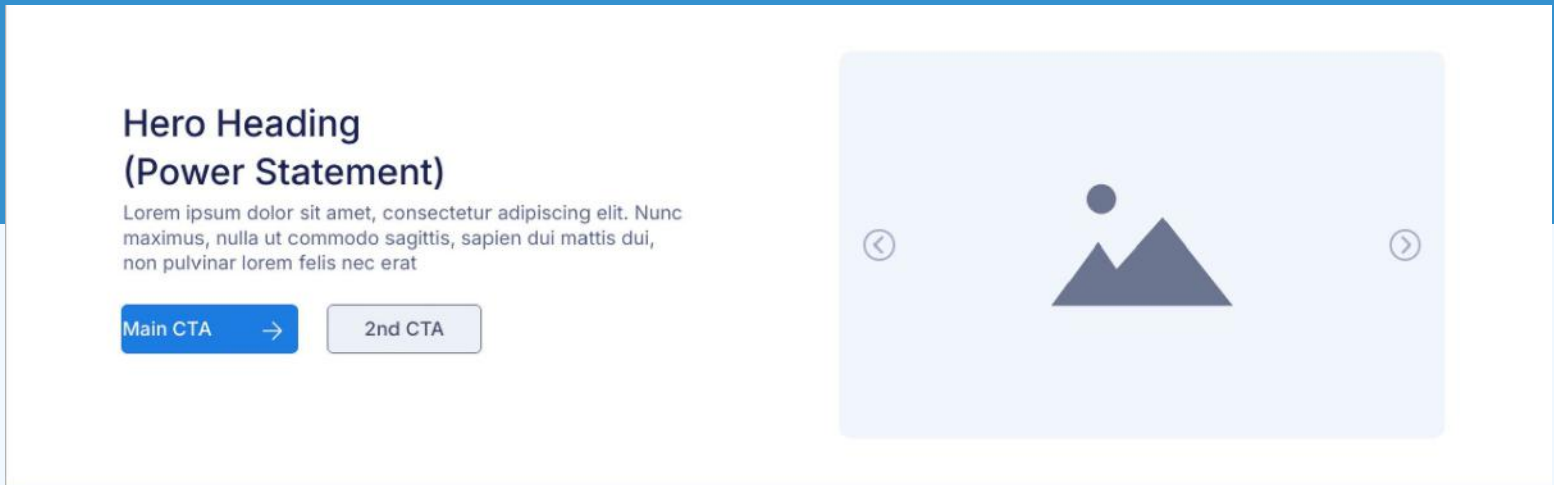 Hero Heading
(Power Statement)
Lorem ipsum dolor sit amet, consectetur adipiscing elit. Nunc
maximus, nulla ut commodo sagittis, sapien dui mattis dui,
non pulvinar lorem felis nec erat
Main CTA
2nd CTA